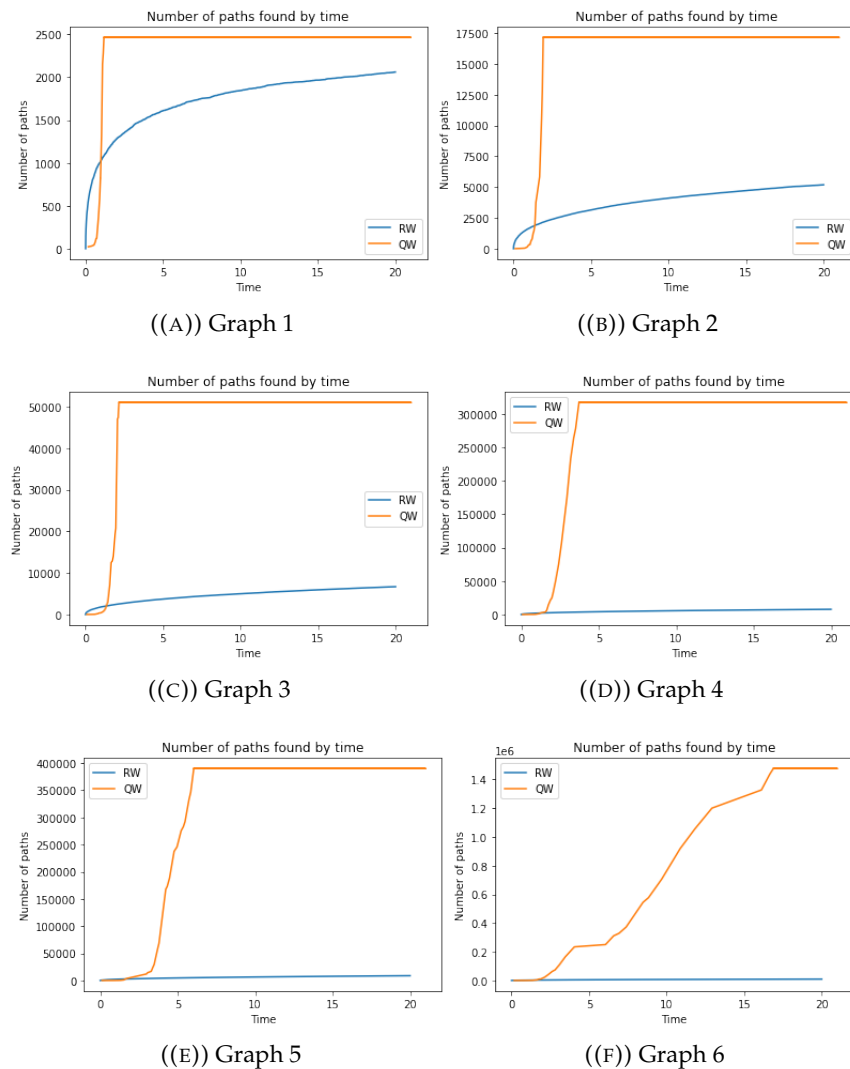 Number of paths found by time
2500
2000
1500
1000
500
0
Number of paths
RW
QW
0
5
10
15
20
Time
((A)) Graph 1
Number of paths found by time
17500
15000
12500
10000
7500
5000
2500
0
Number of paths
RW
QW
0
5
10
15
20
Time
((B)) Graph 2
Number of paths found by time
50000
40000
30000
20000
10000
0
Number of paths
RW
QW
0
5
10
15
20
Time
((C)) Graph 3
Number of paths found by time
300000
250000
200000
150000
100000
50000
0
Number of paths
RW
QW
0
5
10
15
20
Time
((D)) Graph 4
Number of paths found by time
400000
350000
300000
250000
200000
150000
100000
50000
0
Number of paths
RW
QW
0
5
10
15
20
Time
((E)) Graph 5
Number of paths found by time
1e6
1.4
1.2
1.0
0.8
0.6
0.4
0.2
0.0
Number of paths
RW
QW
0
5
10
15
20
Time
((F)) Graph 6